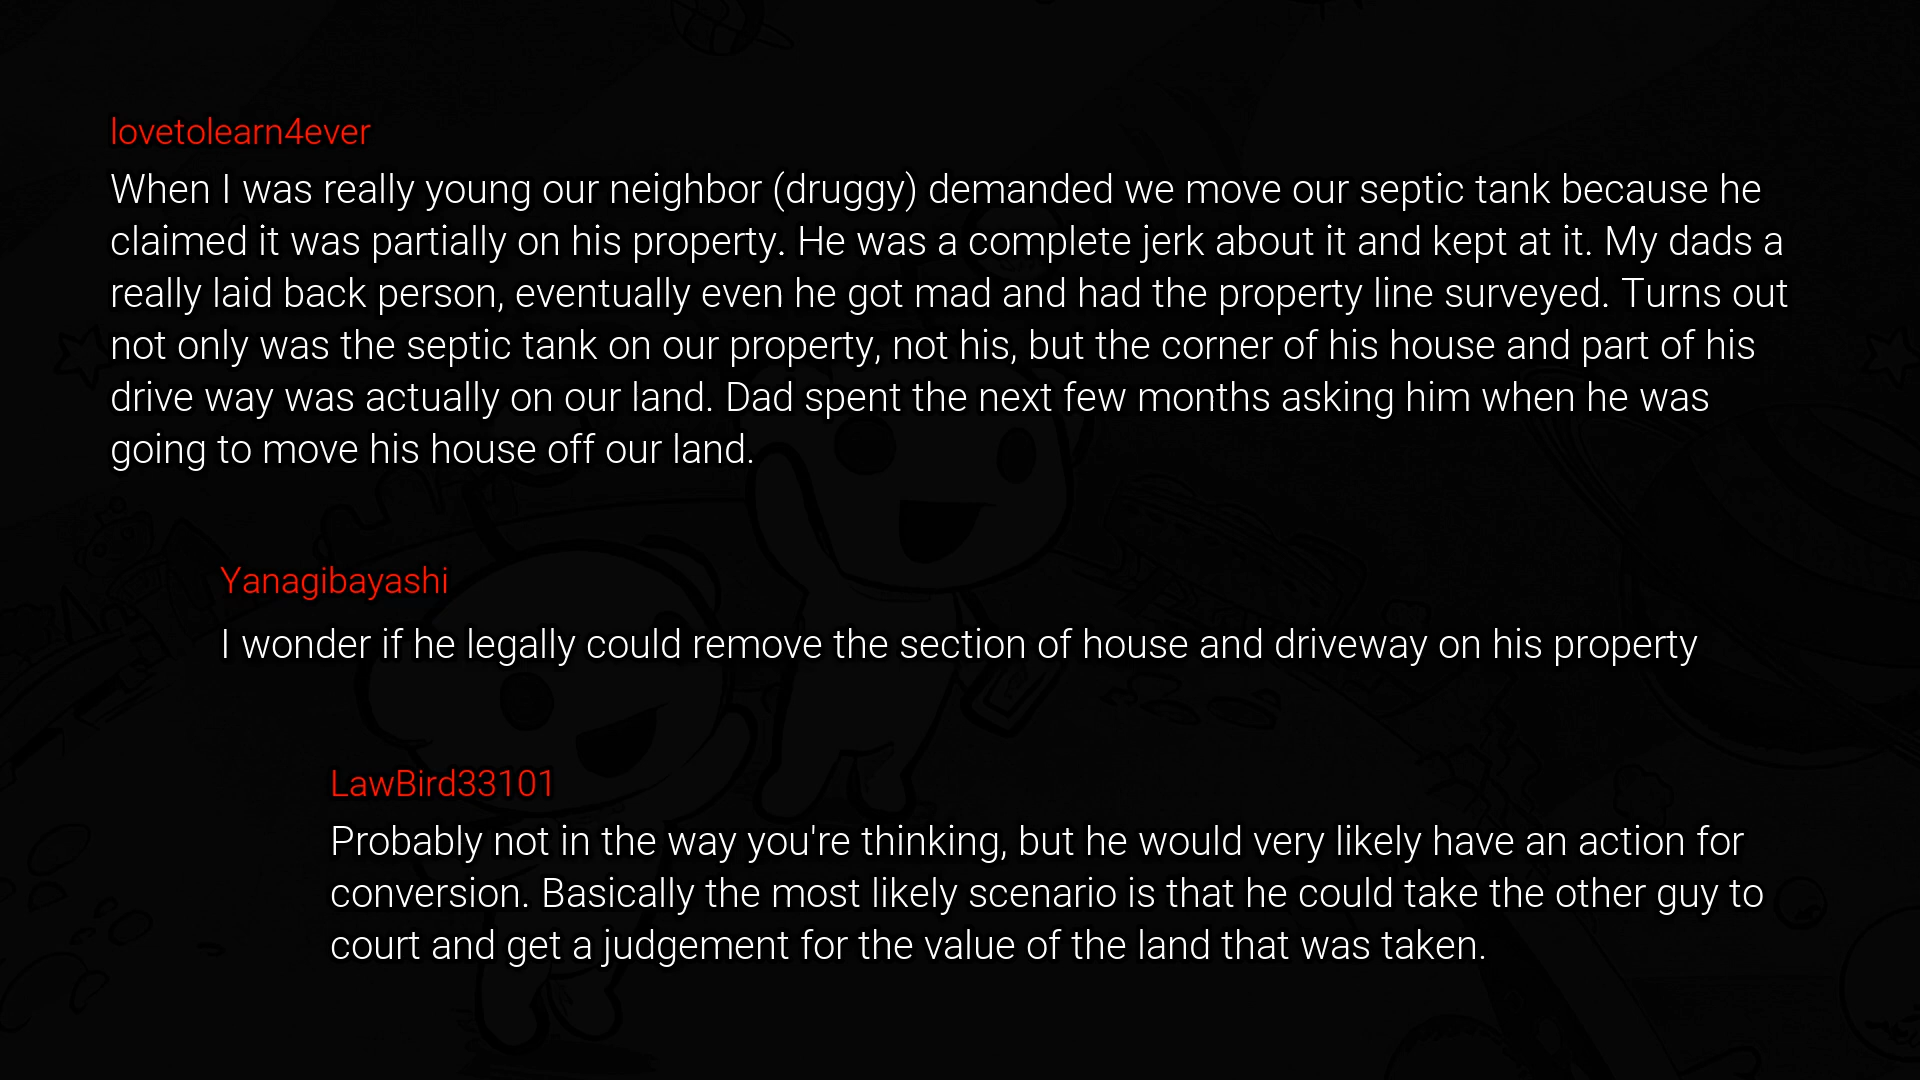 lovetolearn4ever
When I was really young our neighbor (druggy) demanded we move our septic tank because he
claimed it was partially on his property. He was a complete jerk about it and kept at it. My dads a
really laid back person, eventually even he got mad and had the property line surveyed. Turns out
not only was the septic tank on our property, not his, but the corner of his house and part of his
drive way was actually on our land. Dad spent the next few months asking him when he was
going to move his house off our land.
Yanagibayashi
I wonder if he legally could remove the section of house and driveway on his property
LawBird33101
Probably not in the way you're thinking, but he would very likely have an action for
conversion. Basically the most likely scenario is that he could take the other guy to
court and get a judgement for the value of the land that was taken.